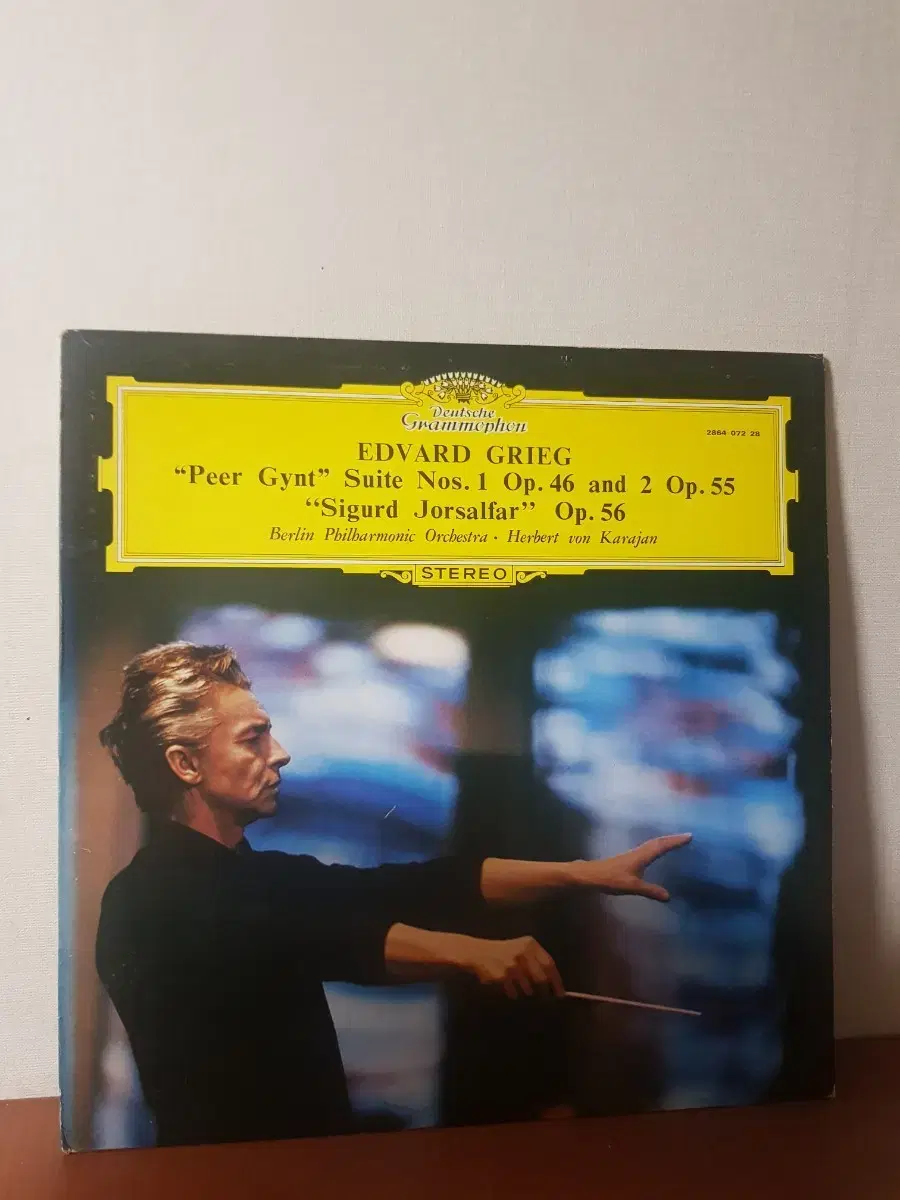 Deutsche
Grammophon
2864 072 28
EDVARD GRIEG
“Peer Gynt” Suite Nos. 1 Op. 46 and 2 Op. 55
“Sigurd Jorsalfar” Op. 56
Berlin Philharmonic Orchestra · Herbert von Karajan
STEREO